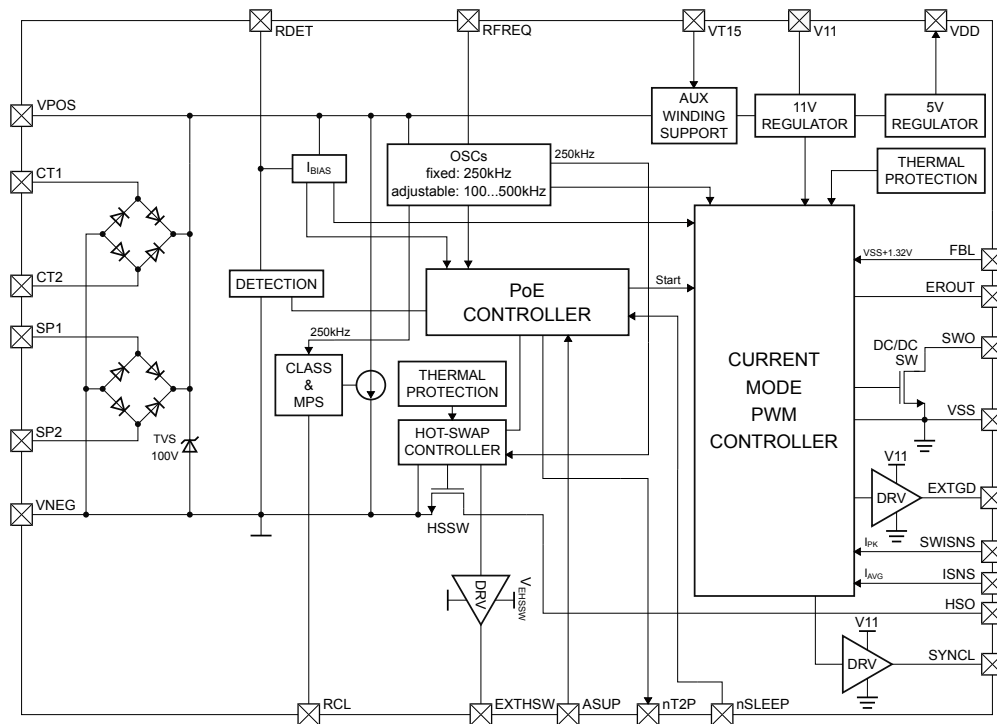 RDET
RFREQ
VT15
V11
VDD
VPOS
AUX
WINDING
SUPPORT
11V
REGULATOR
5V
REGULATOR
OSCs
fixed: 250kHz
adjustable: 100...500kHz
250kHz
IBIAS
THERMAL
PROTECTION
CT1
CT2
VSS+1.32V
FBL
DETECTION
PoE
CONTROLLER
Start
EROUT
SP1
250kHz
CLASS
&
MPS
THERMAL
PROTECTION
CURRENT
MODE
PWM
CONTROLLER
DC/DC
SW
SWO
VSS
SP2
TVS
100V
HOT-SWAP
CONTROLLER
V11
DRV
EXTGD
VNEG
HSSW
IPK
SWISNS
IAVG
ISNS
DRV
VEHSSW
HSO
V11
DRV
SYNCL
RCL
EXTHSW
ASUP
nT2P
nSLEEP